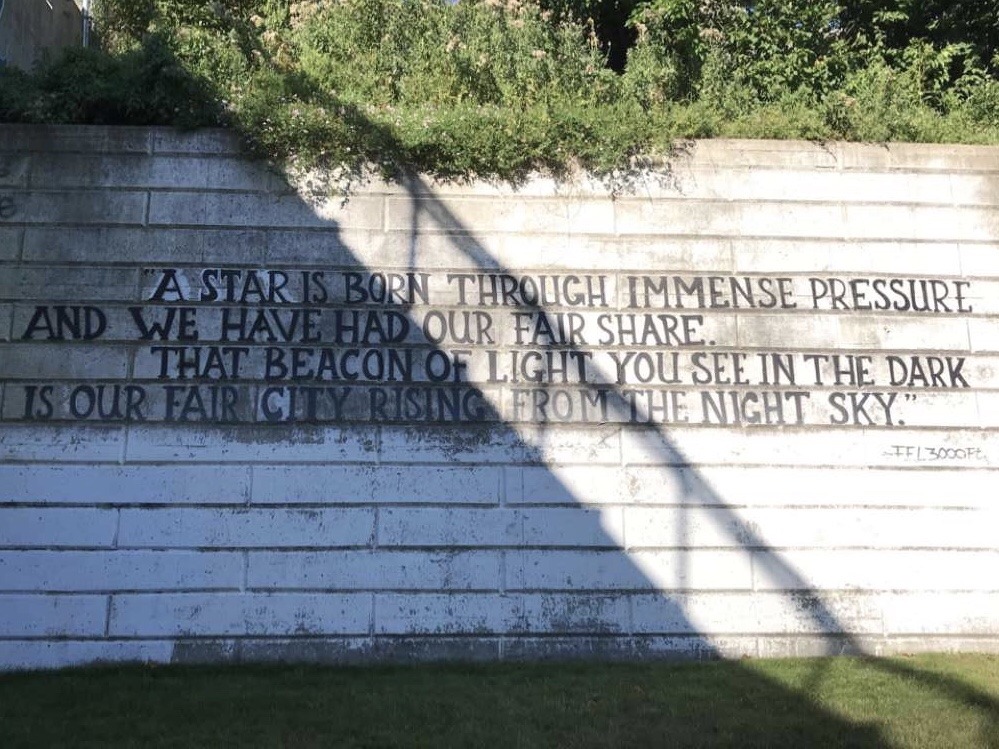 "A STAR IS BORN THROUGH IMMENSE PRESSURE
AND WE HAVE HAD OUR FAIR SHARE.
THAT BEACON OF LIGHT YOU SEE IN THE DARK
IS OUR FAIR CITY RISING FROM THE NIGHT SKY."